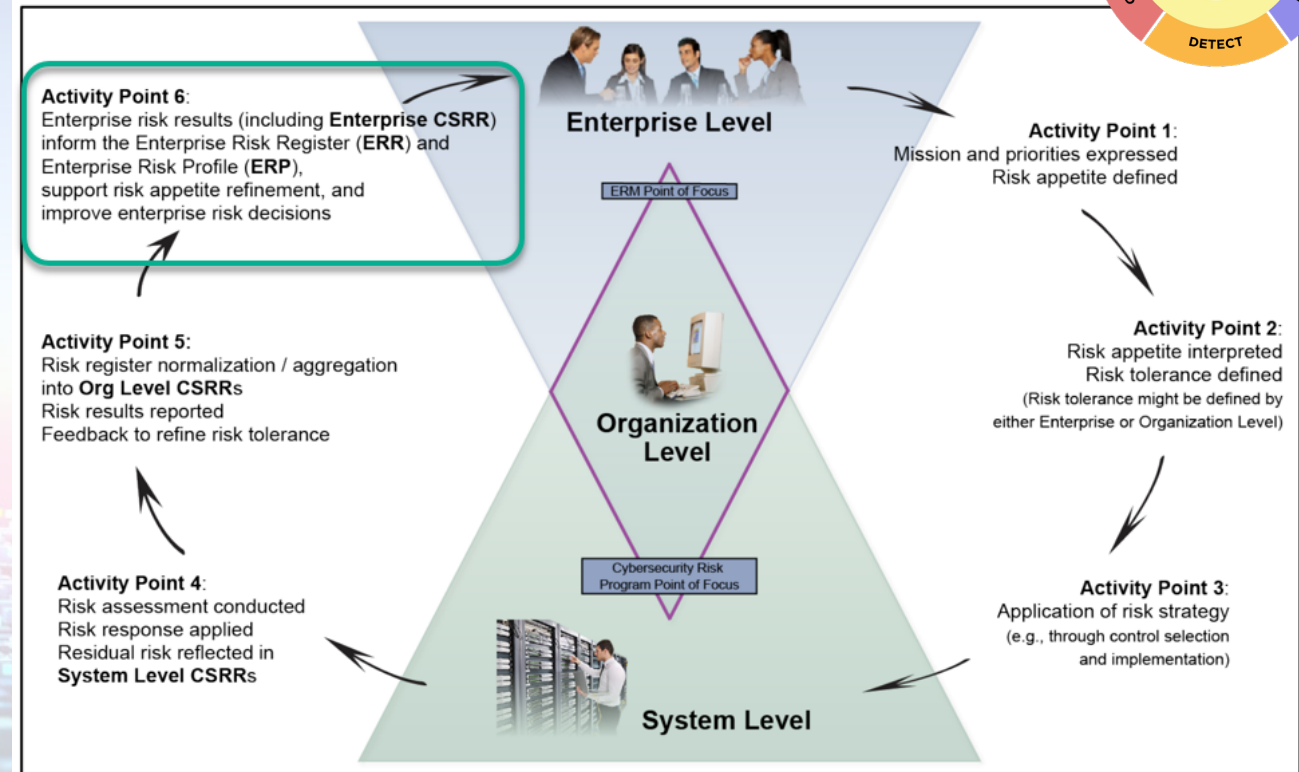 DETECT
Activity Point 6:
Enterprise risk results (including Enterprise CSRR)
inform the Enterprise Risk Register (ERR) and
Enterprise Risk Profile (ERP),
support risk appetite refinement, and
improve enterprise risk decisions
Enterprise Level
Activity Point 1:
Mission and priorities expressed
Risk appetite defined
ERM Point of Focus
Activity Point 2:
Risk appetite interpreted
Risk tolerance defined
(Risk tolerance might be defined by
either Enterprise or Organization Level)
Activity Point 5:
Risk register normalization / aggregation
into Org Level CSRRs
Risk results reported
Feedback to refine risk tolerance
Organization
Level
Cybersecurity Risk
Program Point of Focus
Activity Point 3:
Application of risk strategy
(e.g., through control selection
and implementation)
Activity Point 4:
Risk assessment conducted
Risk response applied
Residual risk reflected in
System Level CSRRs
System Level